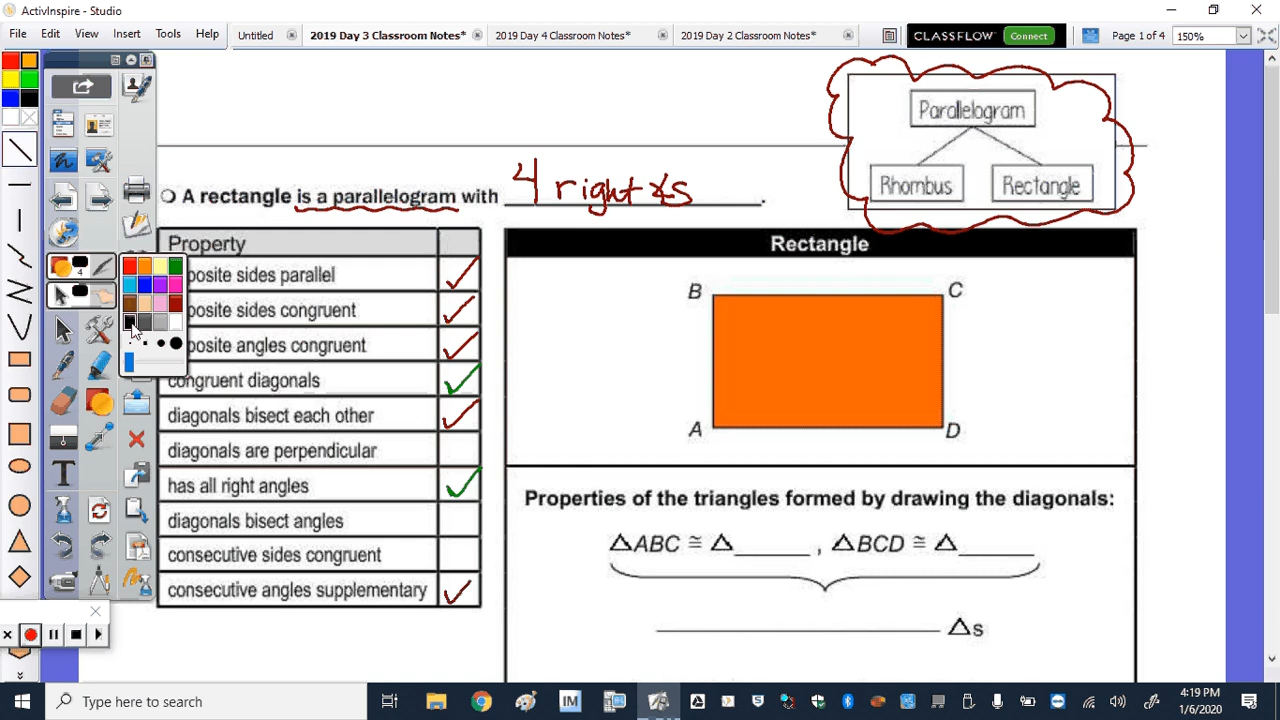 ActivInspire - Studio
File Edit View Insert Tools Help
Untitled
2019 Day 3 Classroom Notes*
2019 Day 4 Classroom Notes*
2019 Day 2 Classroom Notes*
CLASSFLOW Connect
Page 1 of 4
150%
Parallelogram
Rhombus
Rectangle
❍ A rectangle is a parallelogram with 4 right ∡s.
Property
posite sides parallel ✓
posite sides congruent ✓
posite angles congruent ✓
congruent diagonals ✓
diagonals bisect each other ✓
diagonals are perpendicular
has all right angles ✓
diagonals bisect angles
consecutive sides congruent
consecutive angles supplementary ✓
Rectangle
B
C
A
D
Properties of the triangles formed by drawing the diagonals:
△ABC ≅ △______ , △BCD ≅ △______
____________________ △s
4
T
Type here to search
IM
4:19 PM
1/6/2020